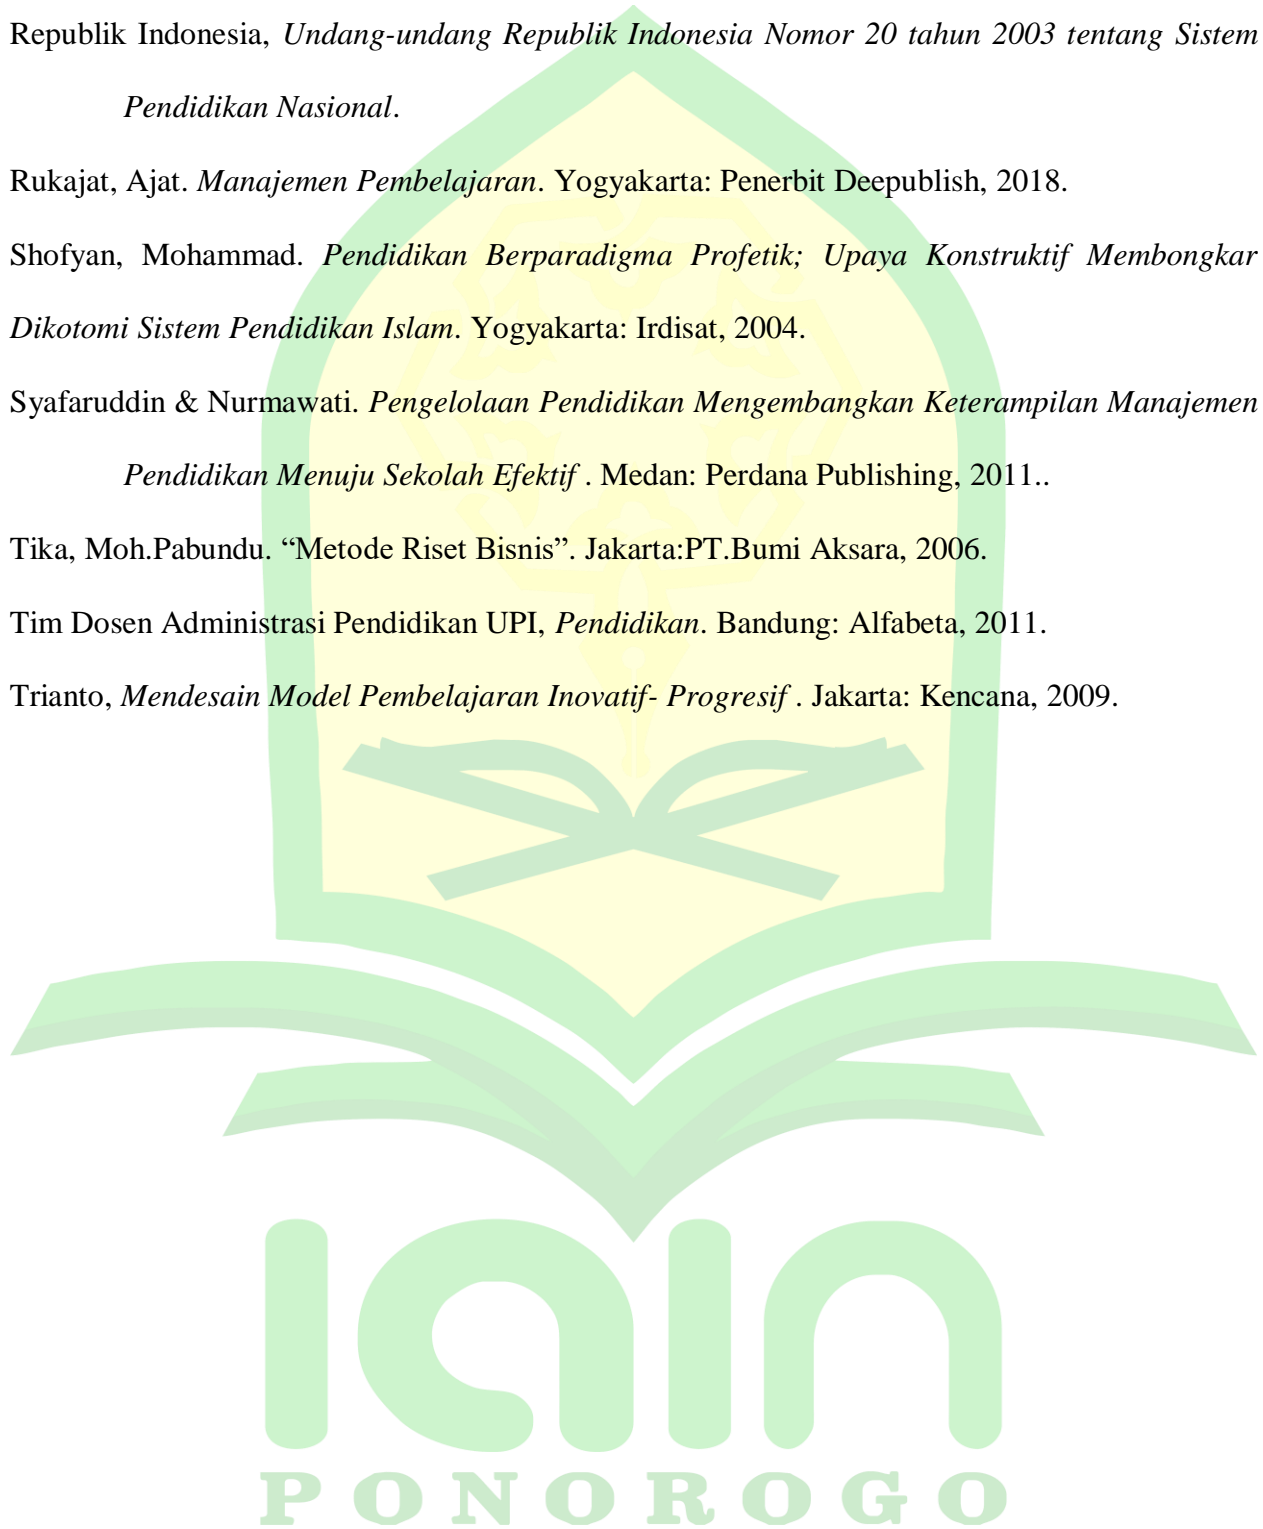 Republik Indonesia, Undang-undang Republik Indonesia Nomor 20 tahun 2003 tentang Sistem
Pendidikan Nasional.
Rukajat, Ajat. Manajemen Pembelajaran. Yogyakarta: Penerbit Deepublish, 2018.
Shofyan, Mohammad. Pendidikan Berparadigma Profetik; Upaya Konstruktif Membongkar
Dikotomi Sistem Pendidikan Islam. Yogyakarta: Irdisat, 2004.
Syafaruddin & Nurmawati. Pengelolaan Pendidikan Mengembangkan Keterampilan Manajemen
Pendidikan Menuju Sekolah Efektif . Medan: Perdana Publishing, 2011..
Tika, Moh.Pabundu. “Metode Riset Bisnis”. Jakarta:PT.Bumi Aksara, 2006.
Tim Dosen Administrasi Pendidikan UPI, Pendidikan. Bandung: Alfabeta, 2011.
Trianto, Mendesain Model Pembelajaran Inovatif- Progresif . Jakarta: Kencana, 2009.
IAIN
PONOROGO